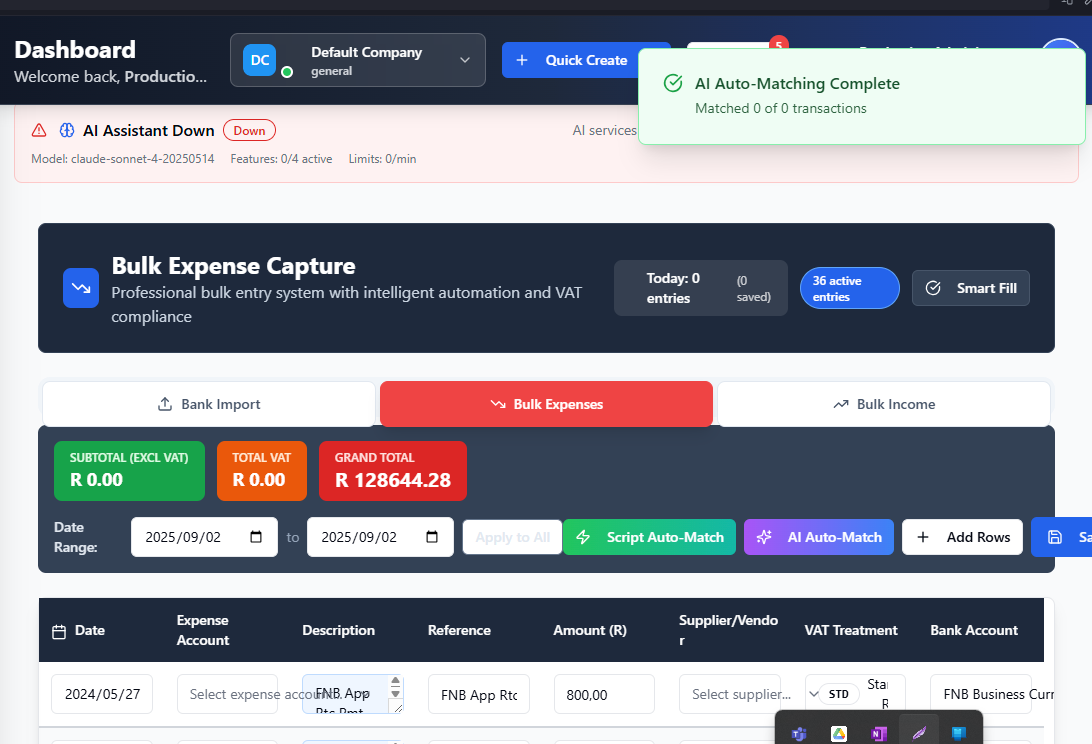 Dashboard
Welcome back, Productio...
DC
Default Company
general
Quick Create
5
AI Auto-Matching Complete
Matched 0 of 0 transactions
AI Assistant Down
Down
AI services
Model: claude-sonnet-4-20250514
Features: 0/4 active
Limits: 0/min
Bulk Expense Capture
Professional bulk entry system with intelligent automation and VAT
compliance
Today: 0
entries
(0
saved)
36 active
entries
Smart Fill
Bank Import
Bulk Expenses
Bulk Income
SUBTOTAL (EXCL VAT)
R 0.00
TOTAL VAT
R 0.00
GRAND TOTAL
R 128644.28
Date
Range:
2025/09/02
to
2025/09/02
Apply to All
Script Auto-Match
AI Auto-Match
Add Rows
Sa
Date
Expense
Account
Description
Reference
Amount (R)
Supplier/Vendo
r
VAT Treatment
Bank Account
2024/05/27
Select expense account...
FNB App
Rtc Pmt
FNB App Rtc
800,00
Select supplier...
STD
Sta
R
FNB Business Curr